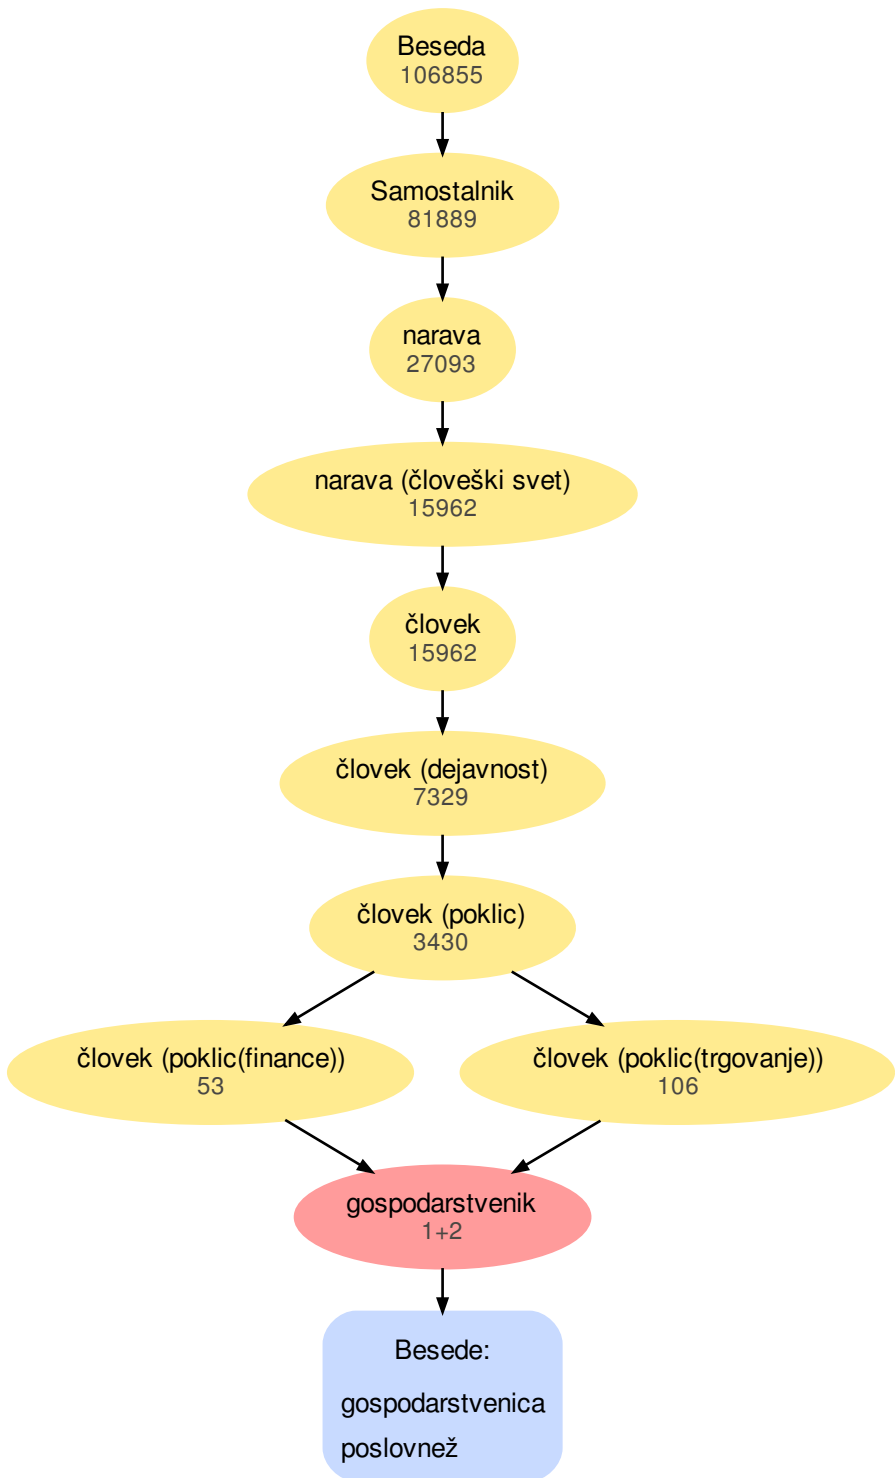 Beseda
106855
Samostalnik
81889
narava
27093
narava (človeški svet)
15962
človek
15962
človek (dejavnost)
7329
človek (poklic)
3430
človek (poklic(finance))
53
človek (poklic(trgovanje))
106
gospodarstvenik
1+2
Besede:
gospodarstvenica
poslovnež